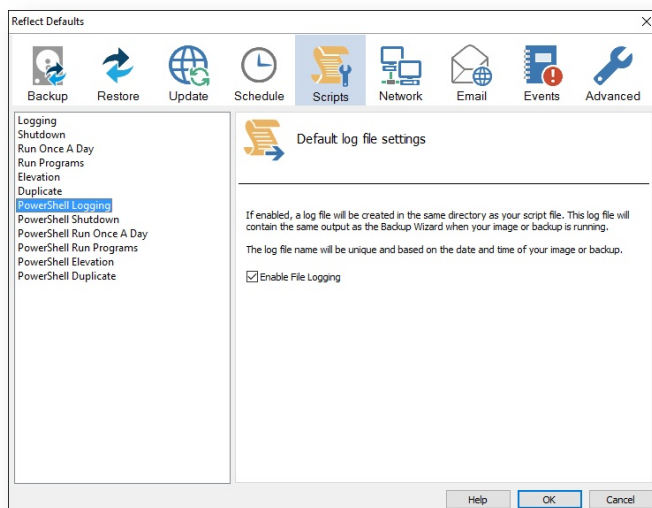 Reflect Defaults
Backup
Restore
Update
Schedule
Scripts
Network
Email
Events
Advanced
Logging
Shutdown
Run Once A Day
Run Programs
Elevation
Duplicate
PowerShell Logging
PowerShell Shutdown
PowerShell Run Once A Day
PowerShell Run Programs
PowerShell Elevation
PowerShell Duplicate
Default log file settings
If enabled, a log file will be created in the same directory as your script file. This log file will
contain the same output as the Backup Wizard when your image or backup is running.
The log file name will be unique and based on the date and time of your image or backup.
Enable File Logging
Help
OK
Cancel